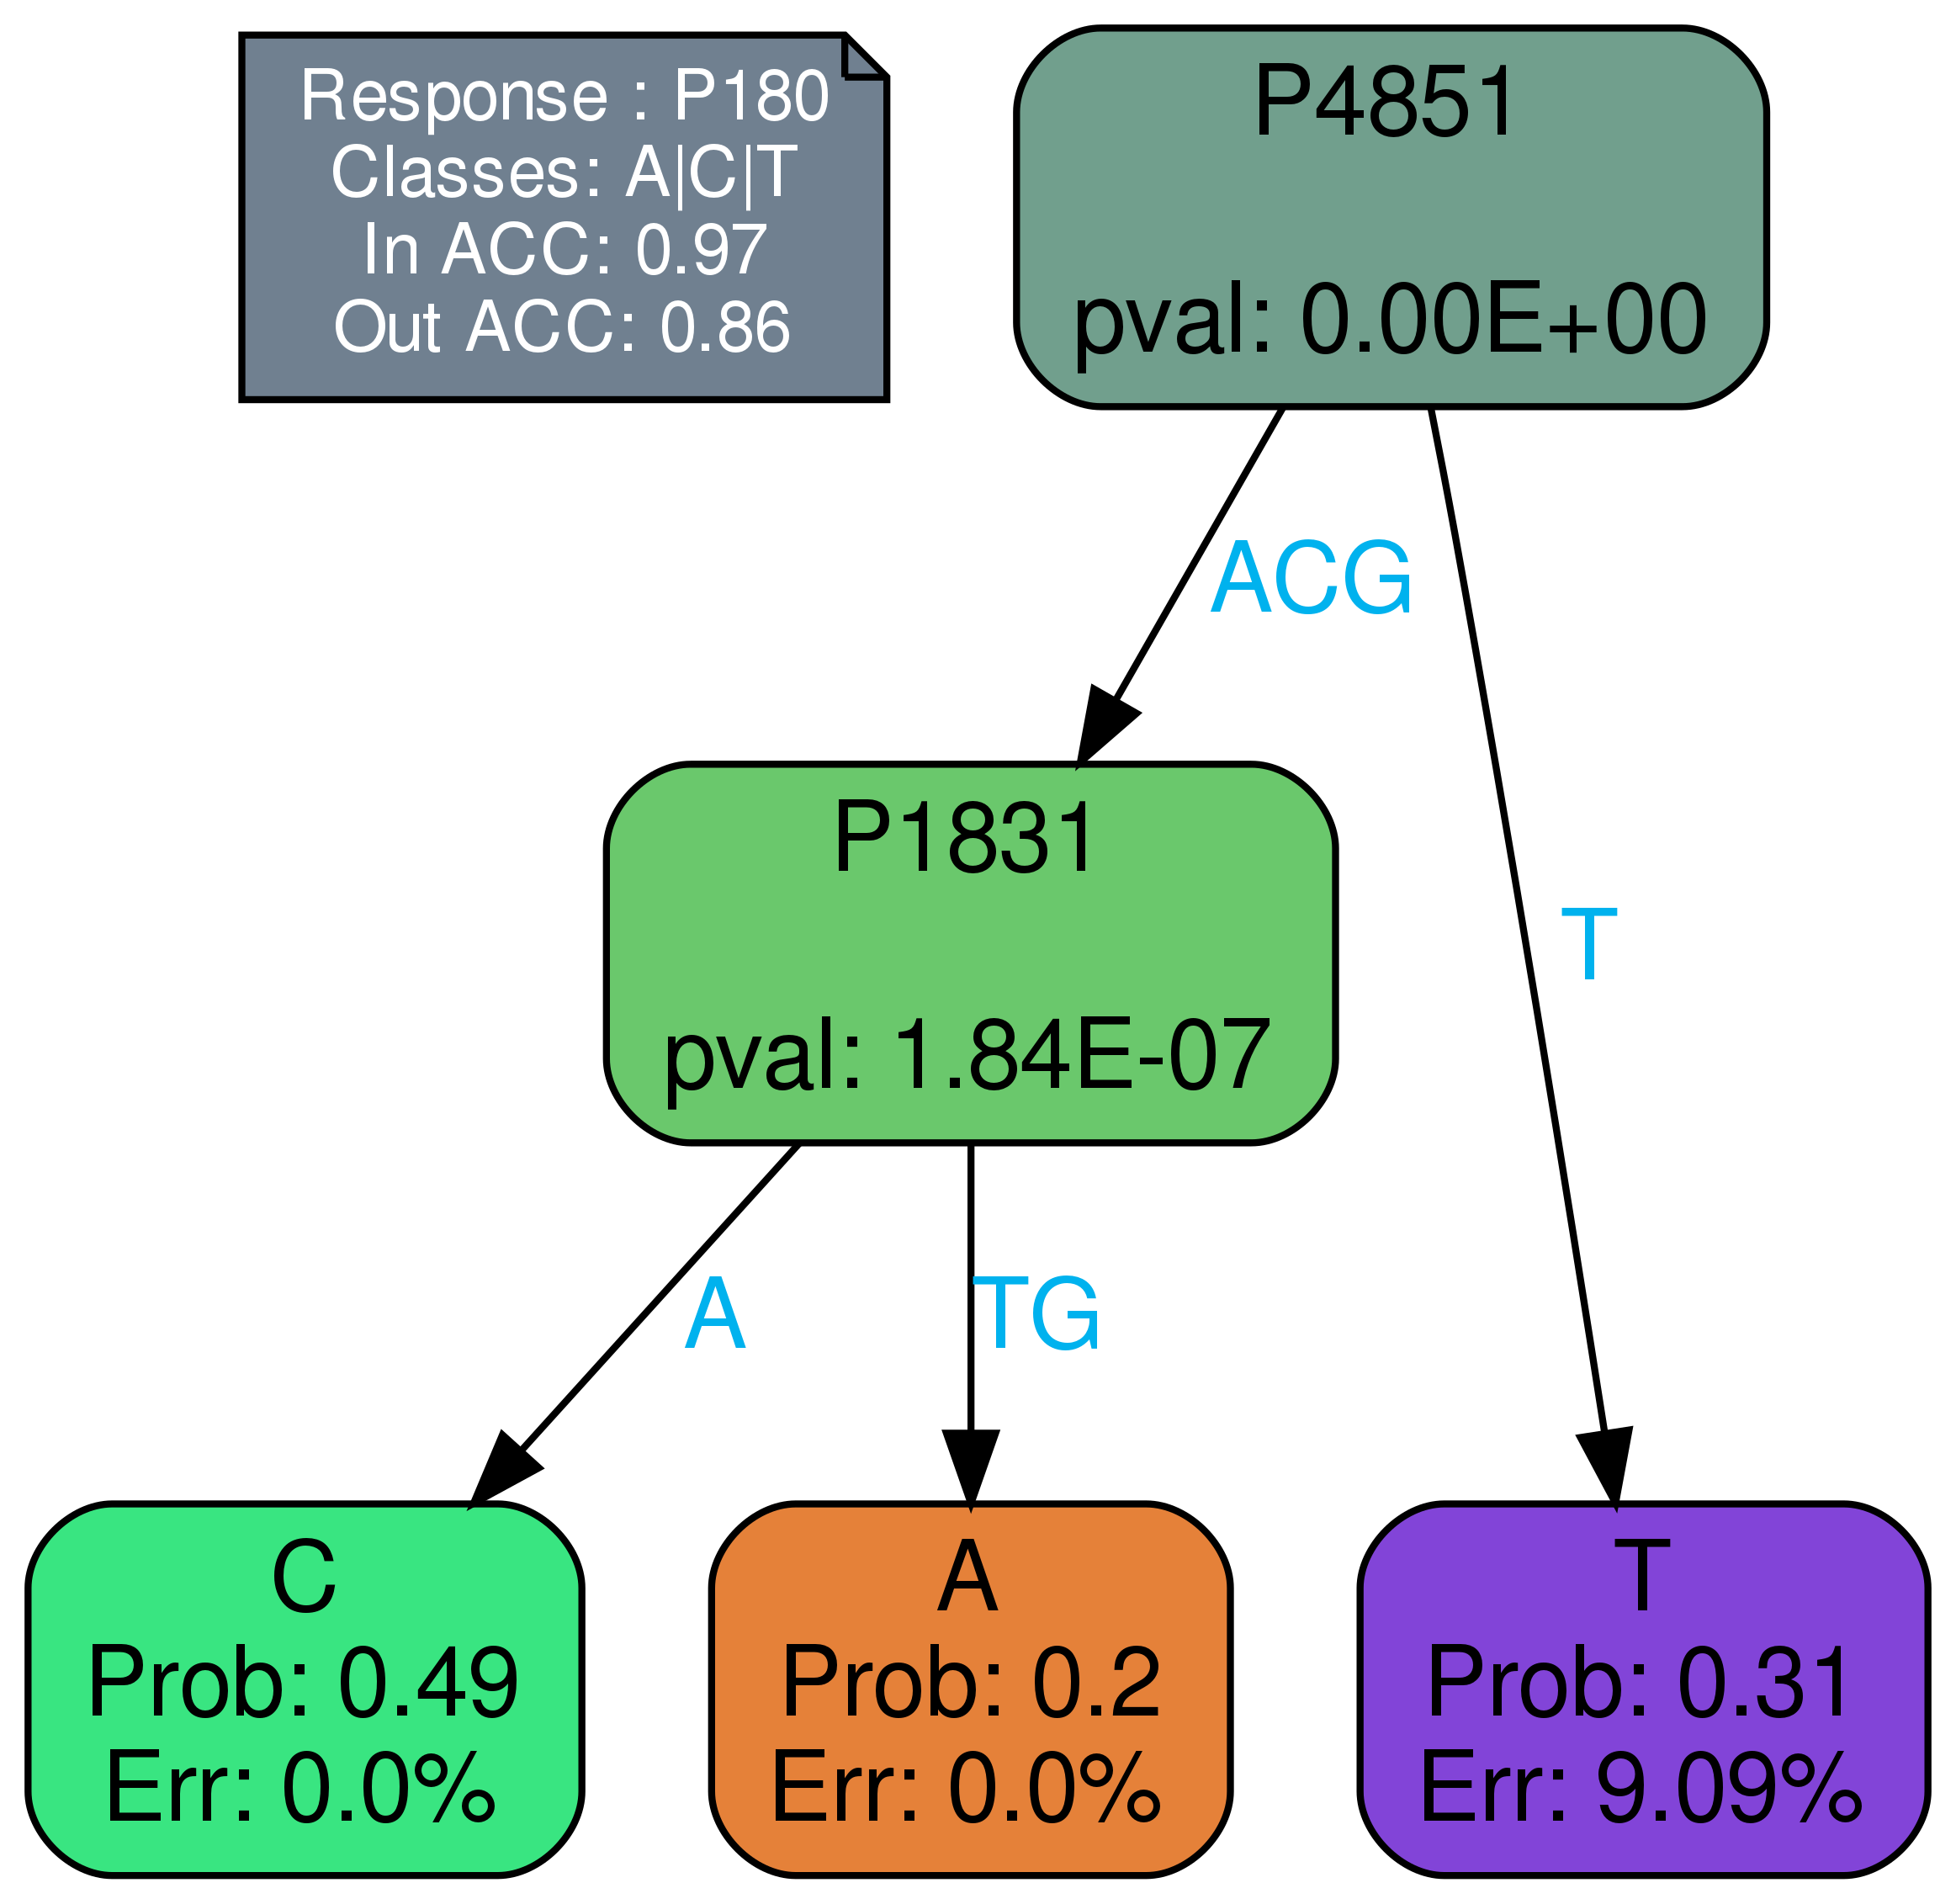 Response : P180
Classes: A|C|T
In ACC: 0.97
Out ACC: 0.86
P4851
pval: 0.00E+00
ACG
T
P1831
pval: 1.84E-07
A
TG
C
Prob: 0.49
Err: 0.0%
A
Prob: 0.2
Err: 0.0%
T
Prob: 0.31
Err: 9.09%